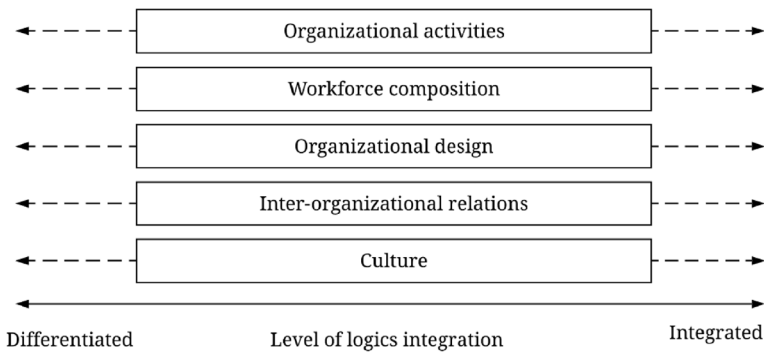 Organizational activities
Workforce composition
Organizational design
Inter-organizational relations
Culture
Differentiated
Level of logics integration
Integrated